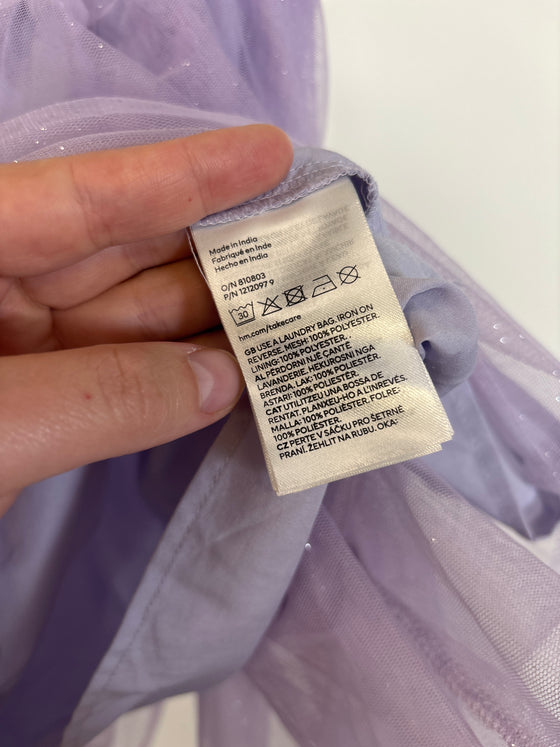 Made in India
Fabriqué en Inde
Hecho en India
O/N 810803
P/N 1212097 9
30
hm.com/takecare
GB USE A LAUNDRY BAG. IRON ON
REVERSE. MESH: 100% POLYESTER.
LINING: 100% POLYESTER.
AL PËRDORNI NJË ÇANTË
LAVANDERIE. HEKUROSNI NGA
BRENDA. LAK: 100% POLIESTËR.
ASTARI: 100% POLIESTËR.
CAT UTILITZEU UNA BOSSA DE
RENTAT. PLANXEU-HO A L'INREVÉS.
MALLA: 100% POLIÈSTER. FOLRE:
100% POLIÈSTER.
CZ PERTE V SÁČKU PRO ŠETRNÉ
PRANÍ. ŽEHLIT NA RUBU. OKA: